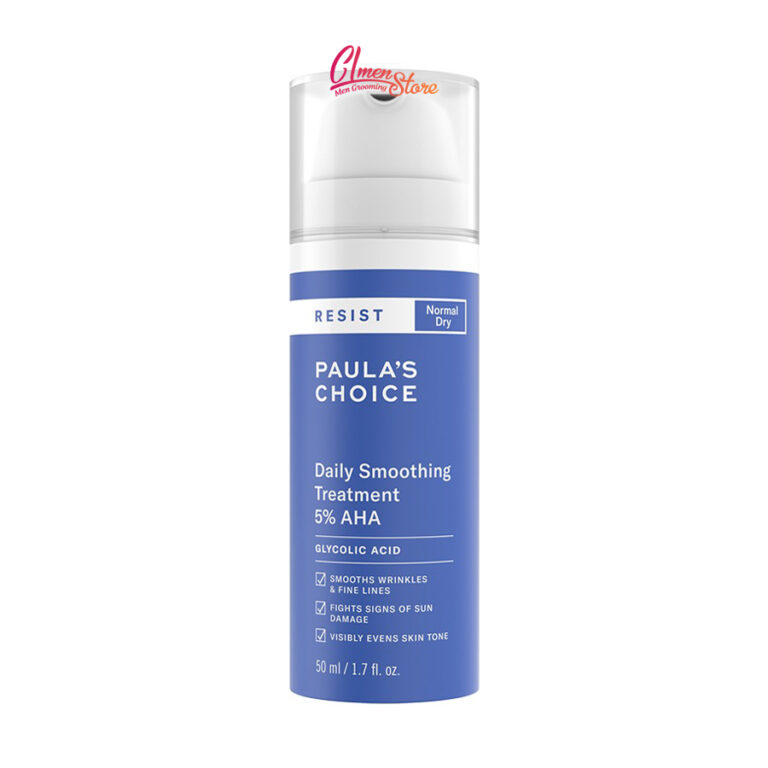 GImen
Men Grooming Store
RESIST
Normal
Dry
PAULA'S
CHOICE
Daily Smoothing
Treatment
5% AHA
GLYCOLIC ACID
SMOOTHS WRINKLES
& FINE LINES
FIGHTS SIGNS OF SUN
DAMAGE
VISIBLY EVENS SKIN TONE
50 ml / 1.7 fl. oz.